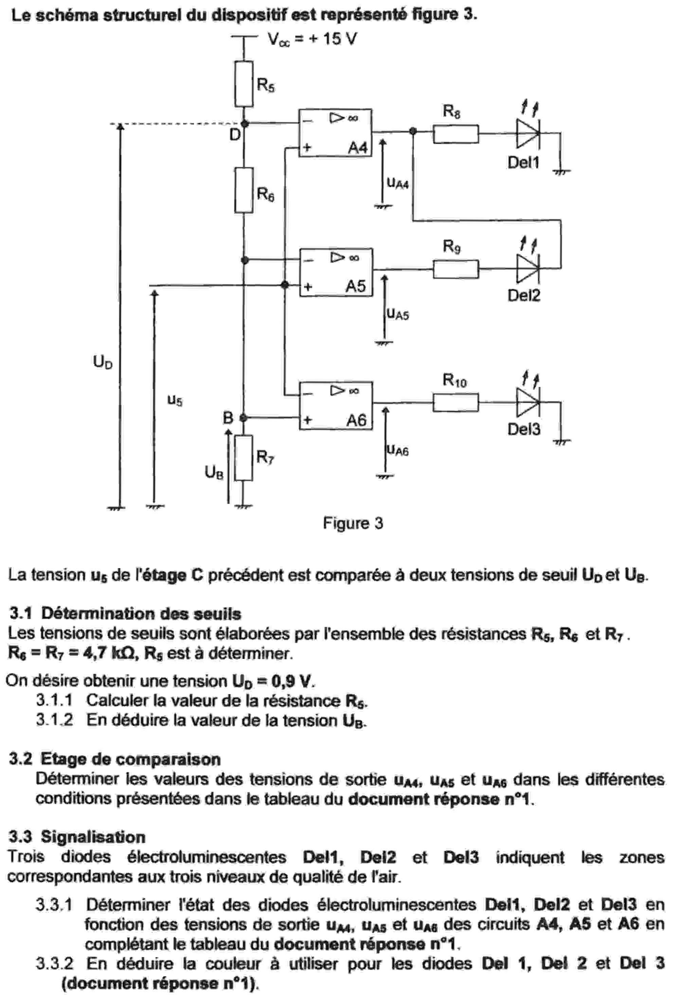 Le schéma structurel du dispositif est représenté figure 3.
Vcc = + 15 V
R5
D
− ▷ ∞
+ A4
R8
Del1
uA4
R6
− ▷ ∞
+ A5
R9
Del2
uA5
UD
u5
− ▷ ∞
B
+ A6
R10
Del3
uA6
UB
R7
Figure 3
La tension u5 de l'étage C précédent est comparée à deux tensions de seuil UD et UB.
3.1 Détermination des seuils
Les tensions de seuils sont élaborées par l'ensemble des résistances R5, R6 et R7 .
R6 = R7 = 4,7 kΩ, R5 est à déterminer.
On désire obtenir une tension UD = 0,9 V.
3.1.1 Calculer la valeur de la résistance R5.
3.1.2 En déduire la valeur de la tension UB.
3.2 Etage de comparaison
Déterminer les valeurs des tensions de sortie uA4, uA5 et uA6 dans les différentes
conditions présentées dans le tableau du document réponse n°1.
3.3 Signalisation
Trois diodes électroluminescentes Del1, Del2 et Del3 indiquent les zones
correspondantes aux trois niveaux de qualité de l'air.
3.3.1 Déterminer l'état des diodes électroluminescentes Del1, Del2 et Del3 en
fonction des tensions de sortie uA4, uA5 et uA6 des circuits A4, A5 et A6 en
complétant le tableau du document réponse n°1.
3.3.2 En déduire la couleur à utiliser pour les diodes Del 1, Del 2 et Del 3
(document réponse n°1).